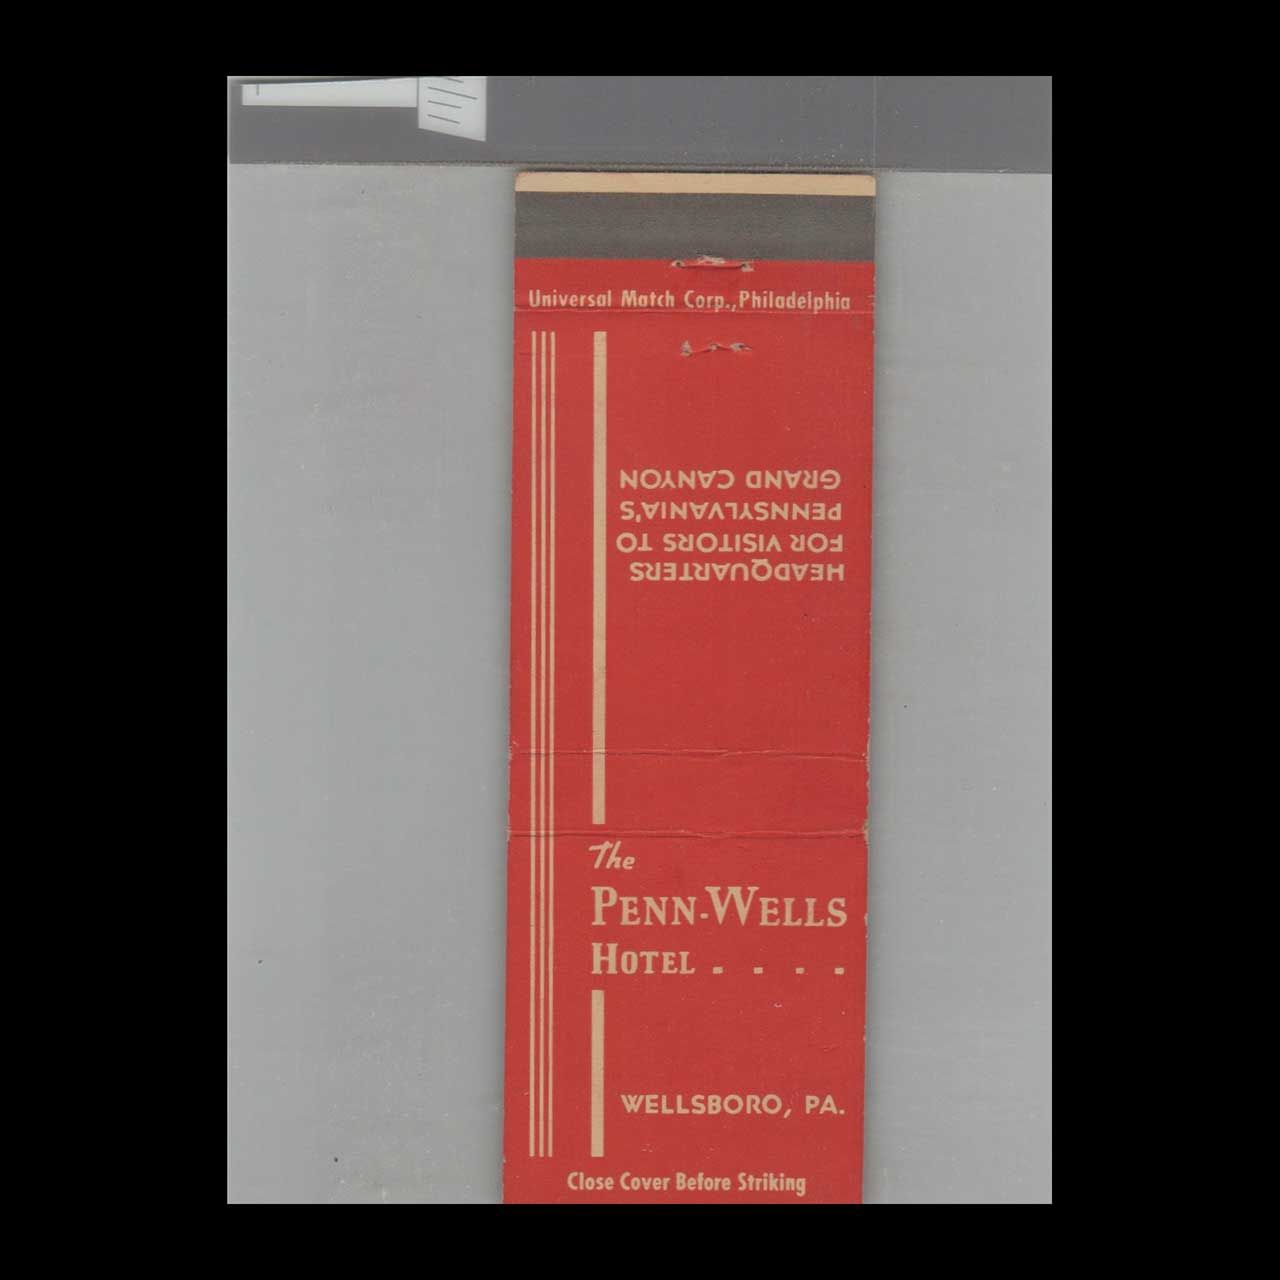 Universal Match Corp., Philadelphia
HEADQUARTERS
FOR VISITORS TO
PENNSYLVANIA'S
GRAND CANYON
The
PENN-WELLS
HOTEL . . . .
WELLSBORO, PA.
Close Cover Before Striking